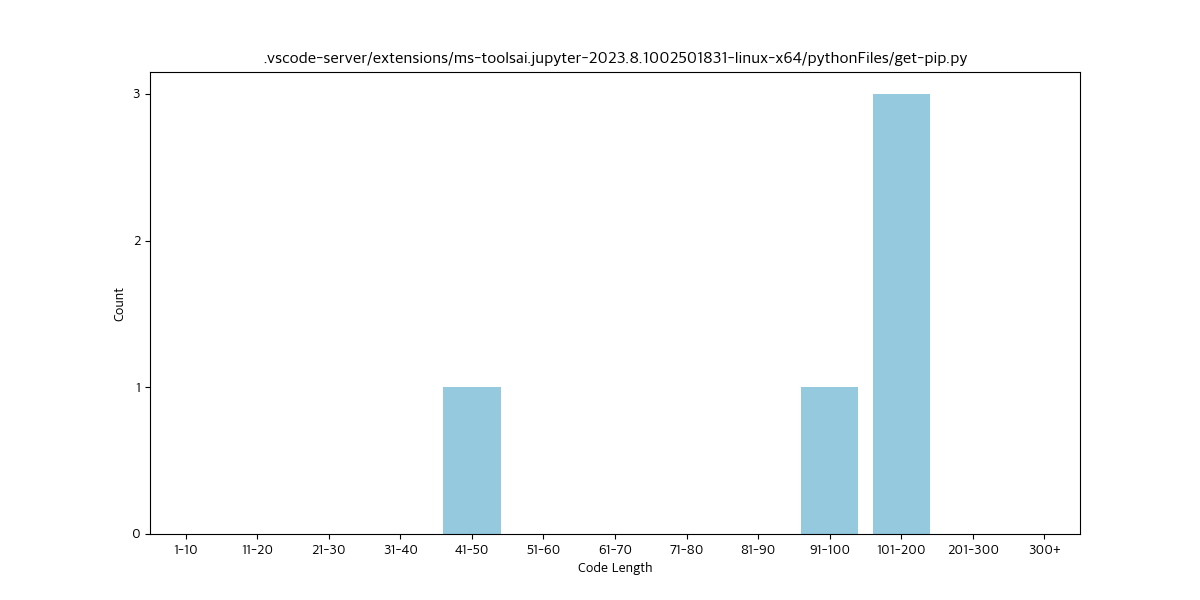 .vscode-server/extensions/ms-toolsai.jupyter-2023.8.1002501831-linux-x64/pythonFiles/get-pip.py
3
2
1
0
Count
1-10 11-20 21-30 31-40 41-50 51-60 61-70 71-80 81-90 91-100 101-200 201-300 300+
Code Length